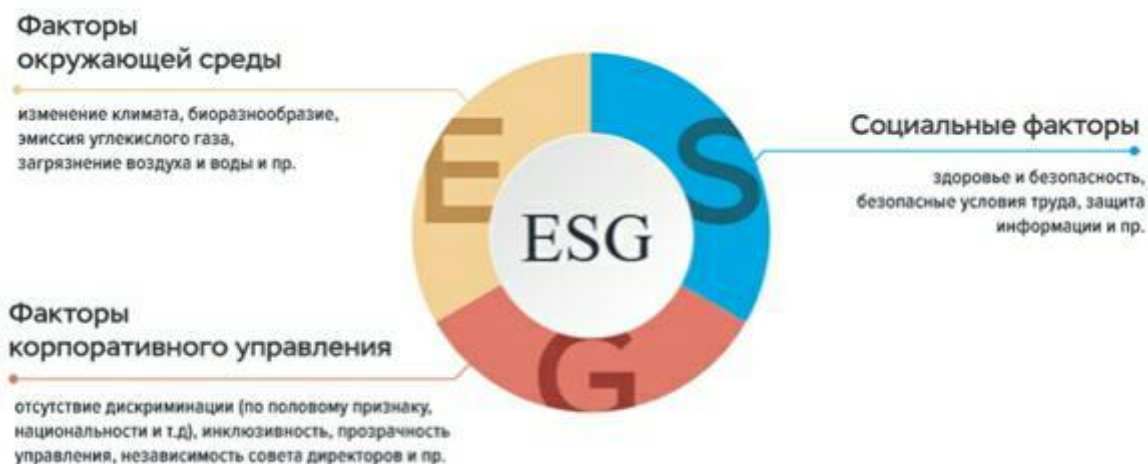 Факторы
окружающей среды
изменение климата, биоразнообразие,
эмиссия углекислого газа,
загрязнение воздуха и воды и пр.
E
S
ESG
Социальные факторы
здоровье и безопасность,
безопасные условия труда, защита
информации и пр.
Факторы
корпоративного управления
отсутствие дискриминации (по половому признаку,
национальности и т.д), инклюзивность, прозрачность
управления, независимость совета директоров и пр.
G